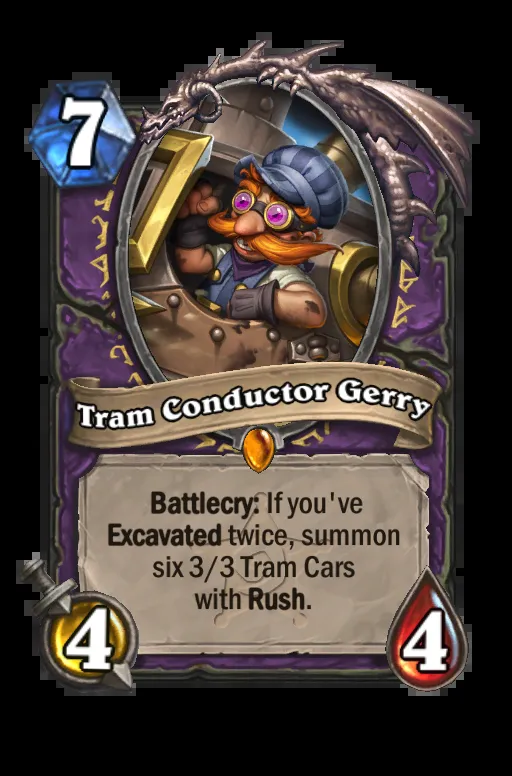 7
Tram Conductor Gerry
Battlecry: If you've
Excavated twice, summon
six 3/3 Tram Cars
with Rush.
4
4